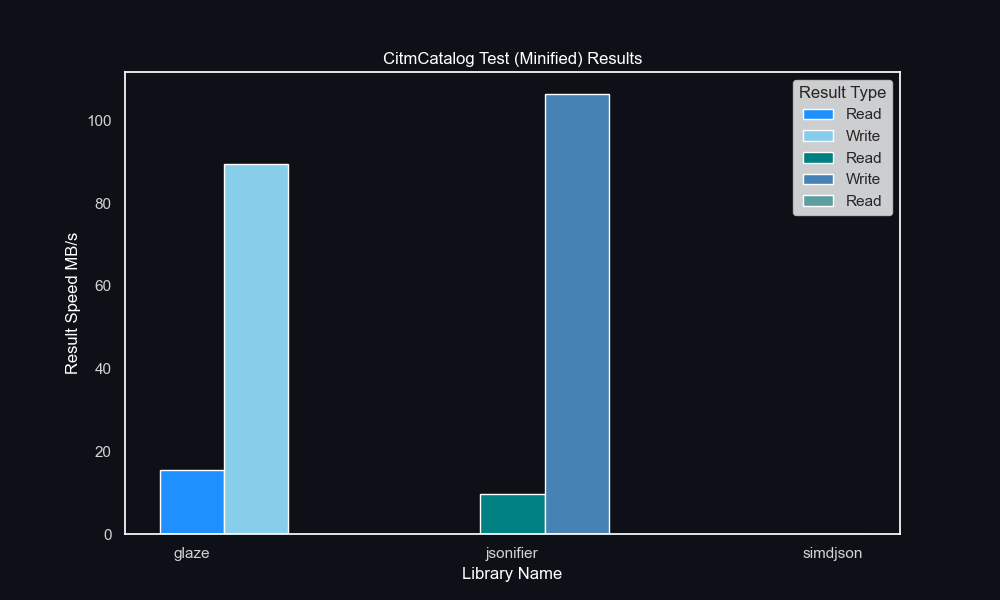 CitmCatalog Test (Minified) Results
Result Type
Read
Write
Read
Write
Read
100
80
60
40
20
0
Result Speed MB/s
glaze jsonifier simdjson
Library Name